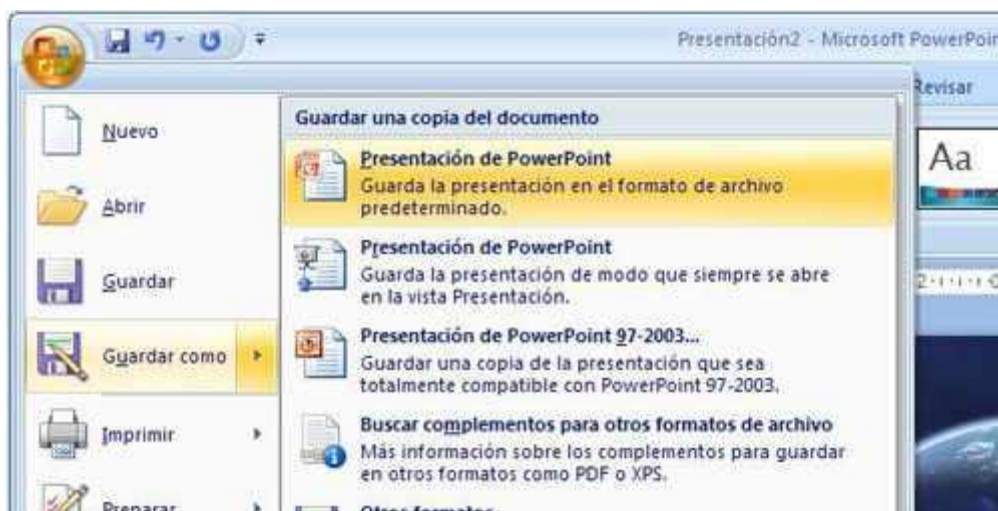 Presentación2 - Microsoft PowerPoin
Revisar
Nuevo
Abrir
Guardar
Guardar como
Imprimir
Preparar
Guardar una copia del documento
Presentación de PowerPoint
Guarda la presentación en el formato de archivo
predeterminado.
Presentación de PowerPoint
Guarda la presentación de modo que siempre se abre
en la vista Presentación.
Presentación de PowerPoint 97-2003...
Guardar una copia de la presentación que sea
totalmente compatible con PowerPoint 97-2003.
Buscar complementos para otros formatos de archivo
Más información sobre los complementos para guardar
en otros formatos como PDF o XPS.
Otros formatos
Aa
2